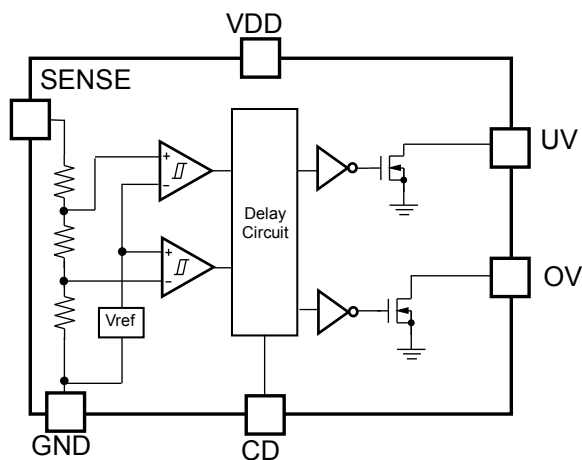 VDD
SENSE
UV
+
−
Delay
Circuit
+
−
OV
Vref
GND
CD